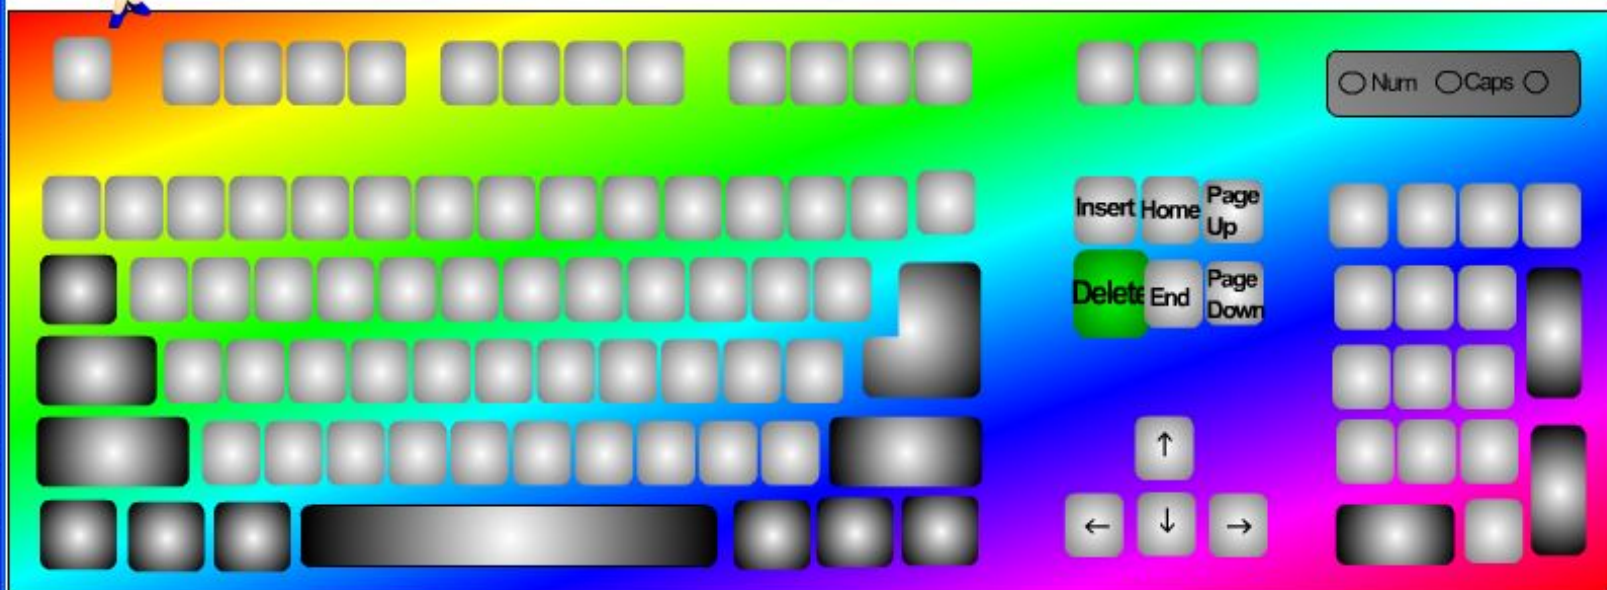 Num Caps
Insert Home Page Up
Delete End Page Down
↑
← ↓ →